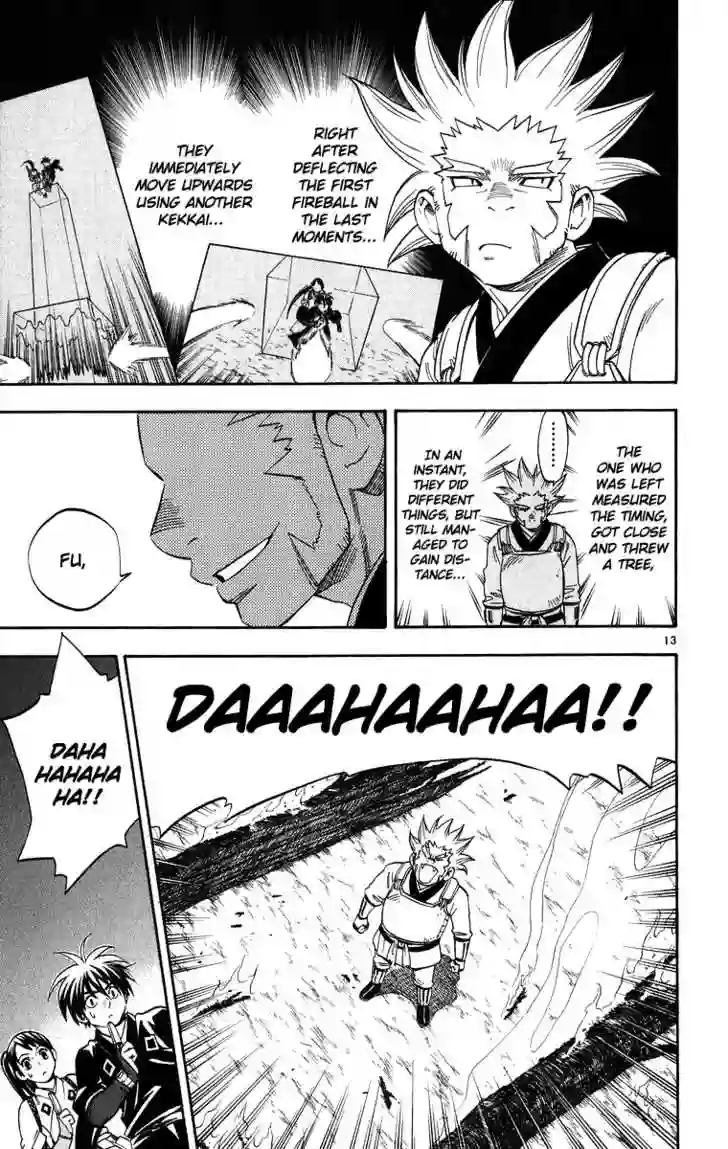 RIGHT
AFTER
DEFLECTING
THE FIRST
FIREBALL IN
THE LAST
MOMENTS...
THEY
IMMEDIATELY
MOVE UPWARDS
USING ANOTHER
KEKKAI...
THE
ONE WHO
WAS LEFT
MEASURED
THE TIMING,
GOT CLOSE
AND THREW
A TREE,
.........
IN AN
INSTANT,
THEY DID
DIFFERENT
THINGS, BUT
STILL MAN-
AGED TO
GAIN DIS-
TANCE...
FU,
13
DAAAHAAHAA!!
DAHA
HAHAHA
HA!!